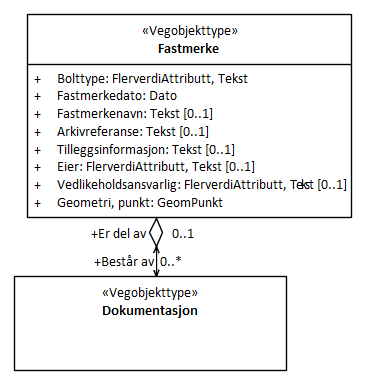 «Vegobjekttype»
Fastmerke
+ Bolttype: FlerverdiAttributt, Tekst
+ Fastmerkedato: Dato
+ Fastmerkenavn: Tekst [0..1]
+ Arkivreferanse: Tekst [0..1]
+ Tilleggsinformasjon: Tekst [0..1]
+ Eier: FlerverdiAttributt, Tekst [0..1]
+ Vedlikeholdsansvarlig: FlerverdiAttributt, Tekst [0..1]
+ Geometri, punkt: GeomPunkt
+Er del av 0..1
+Består av 0..*
«Vegobjekttype»
Dokumentasjon